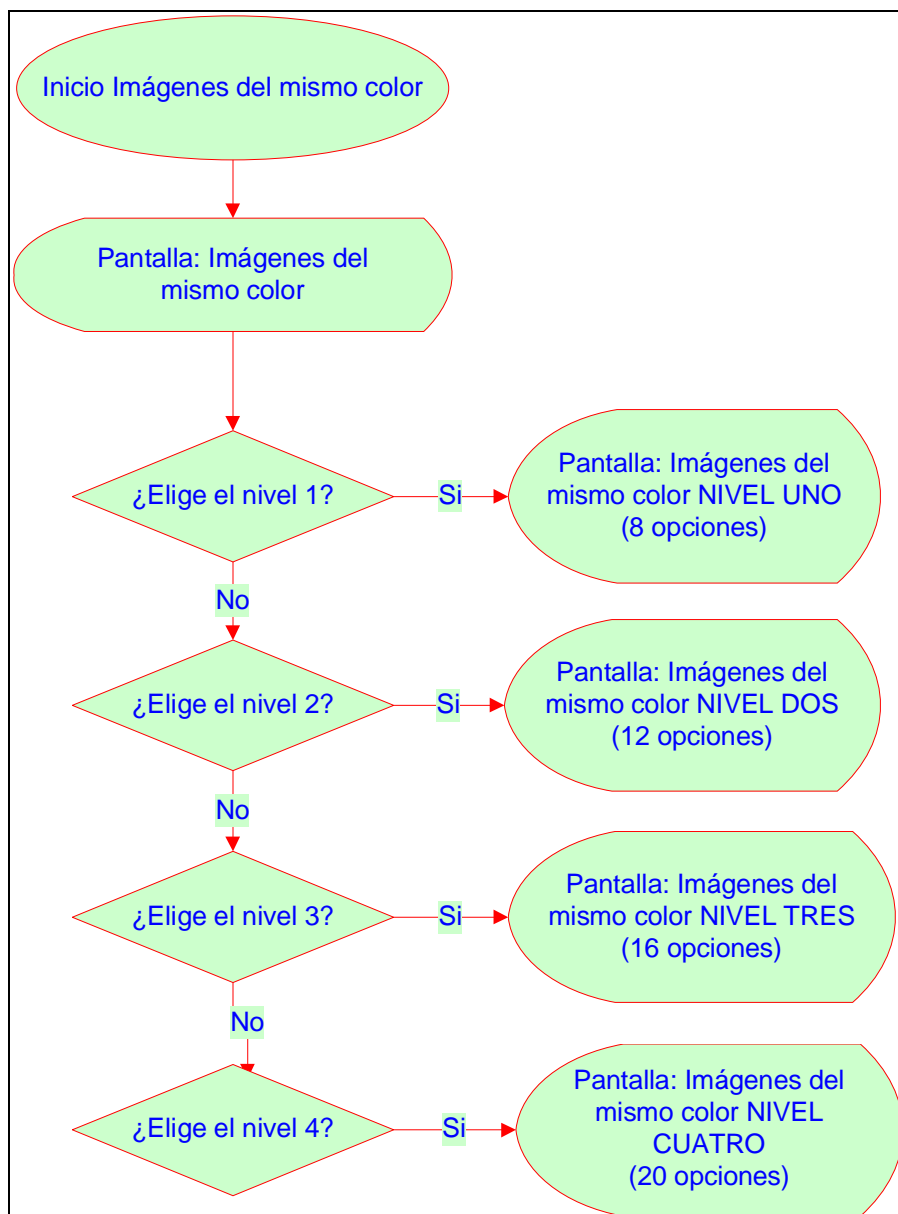 Inicio Imágenes del mismo color
Pantalla: Imágenes del
mismo color
¿Elige el nivel 1?
Si
Pantalla: Imágenes del
mismo color NIVEL UNO
(8 opciones)
No
¿Elige el nivel 2?
Si
Pantalla: Imágenes del
mismo color NIVEL DOS
(12 opciones)
No
¿Elige el nivel 3?
Si
Pantalla: Imágenes del
mismo color NIVEL TRES
(16 opciones)
No
¿Elige el nivel 4?
Si
Pantalla: Imágenes del
mismo color NIVEL
CUATRO
(20 opciones)